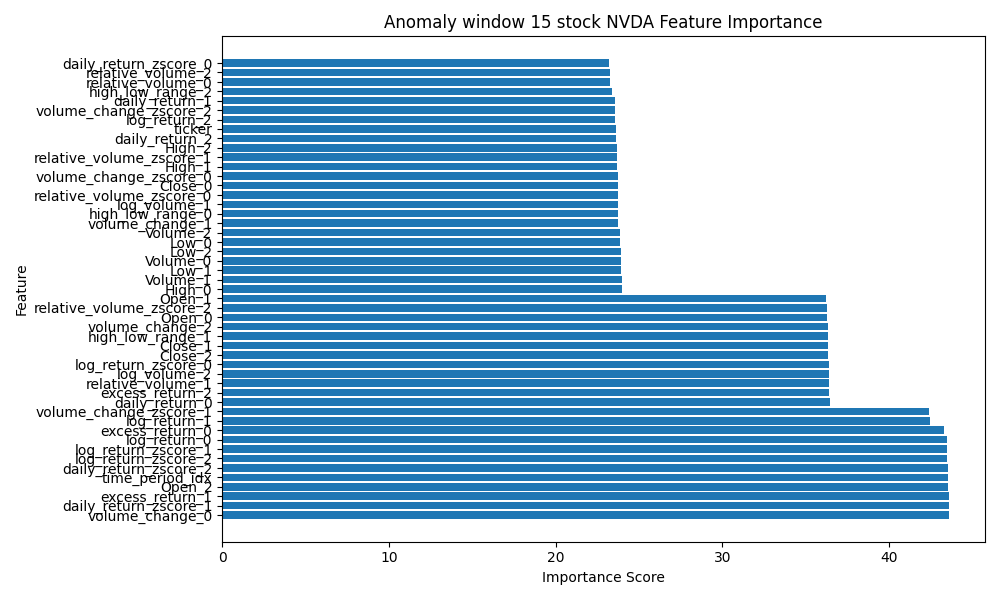 Anomaly window 15 stock NVDA Feature Importance
daily_return_zscore_0
relative_volume_2
relative_volume_0
high_low_range_2
daily_return_1
volume_change_zscore_2
log_return_2
ticker
daily_return_2
High_2
relative_volume_zscore_1
High_1
volume_change_zscore_0
Close_0
relative_volume_zscore_0
log_volume_1
high_low_range_0
volume_change_1
Volume_2
Low_0
Low_2
Volume_0
Low_1
Volume_1
High_0
Open_1
relative_volume_zscore_2
Open_0
volume_change_2
high_low_range_1
Close_1
Close_2
log_return_zscore_0
log_volume_2
relative_volume_1
excess_return_2
daily_return_0
volume_change_zscore_1
log_return_1
excess_return_0
log_return_0
log_return_zscore_1
log_return_zscore_2
daily_return_zscore_2
time_period_idx
Open_2
excess_return_1
daily_return_zscore_1
volume_change_0
Feature
0 10 20 30 40
Importance Score